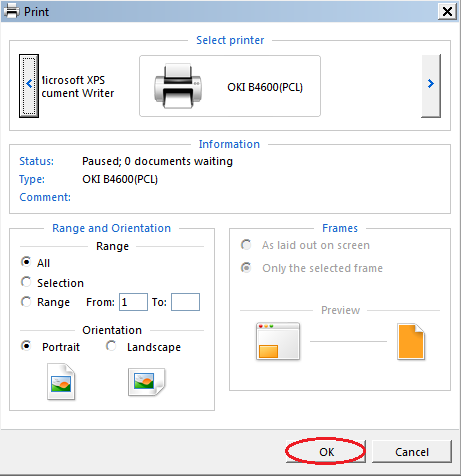 Print
Select printer
Microsoft XPS
cument Writer
OKI B4600(PCL)
Information
Status: Paused; 0 documents waiting
Type: OKI B4600(PCL)
Comment:
Range and Orientation
Range
All
Selection
Range From: 1 To:
Orientation
Portrait Landscape
Frames
As laid out on screen
Only the selected frame
Preview
OK Cancel